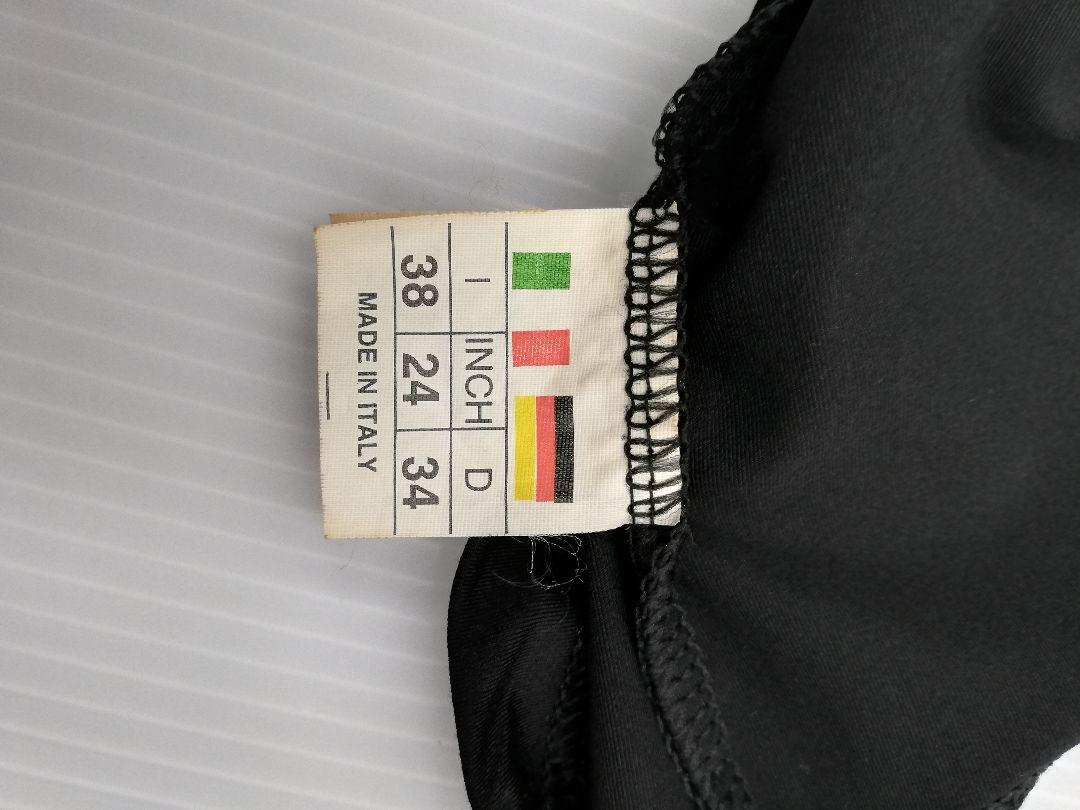 I INCH D
38 24 34
MADE IN ITALY